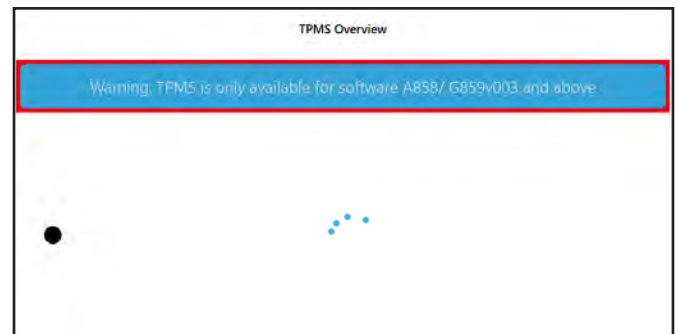 TPMS Overview
Warning: TPMS is only available for software A858/ G859v003 and above